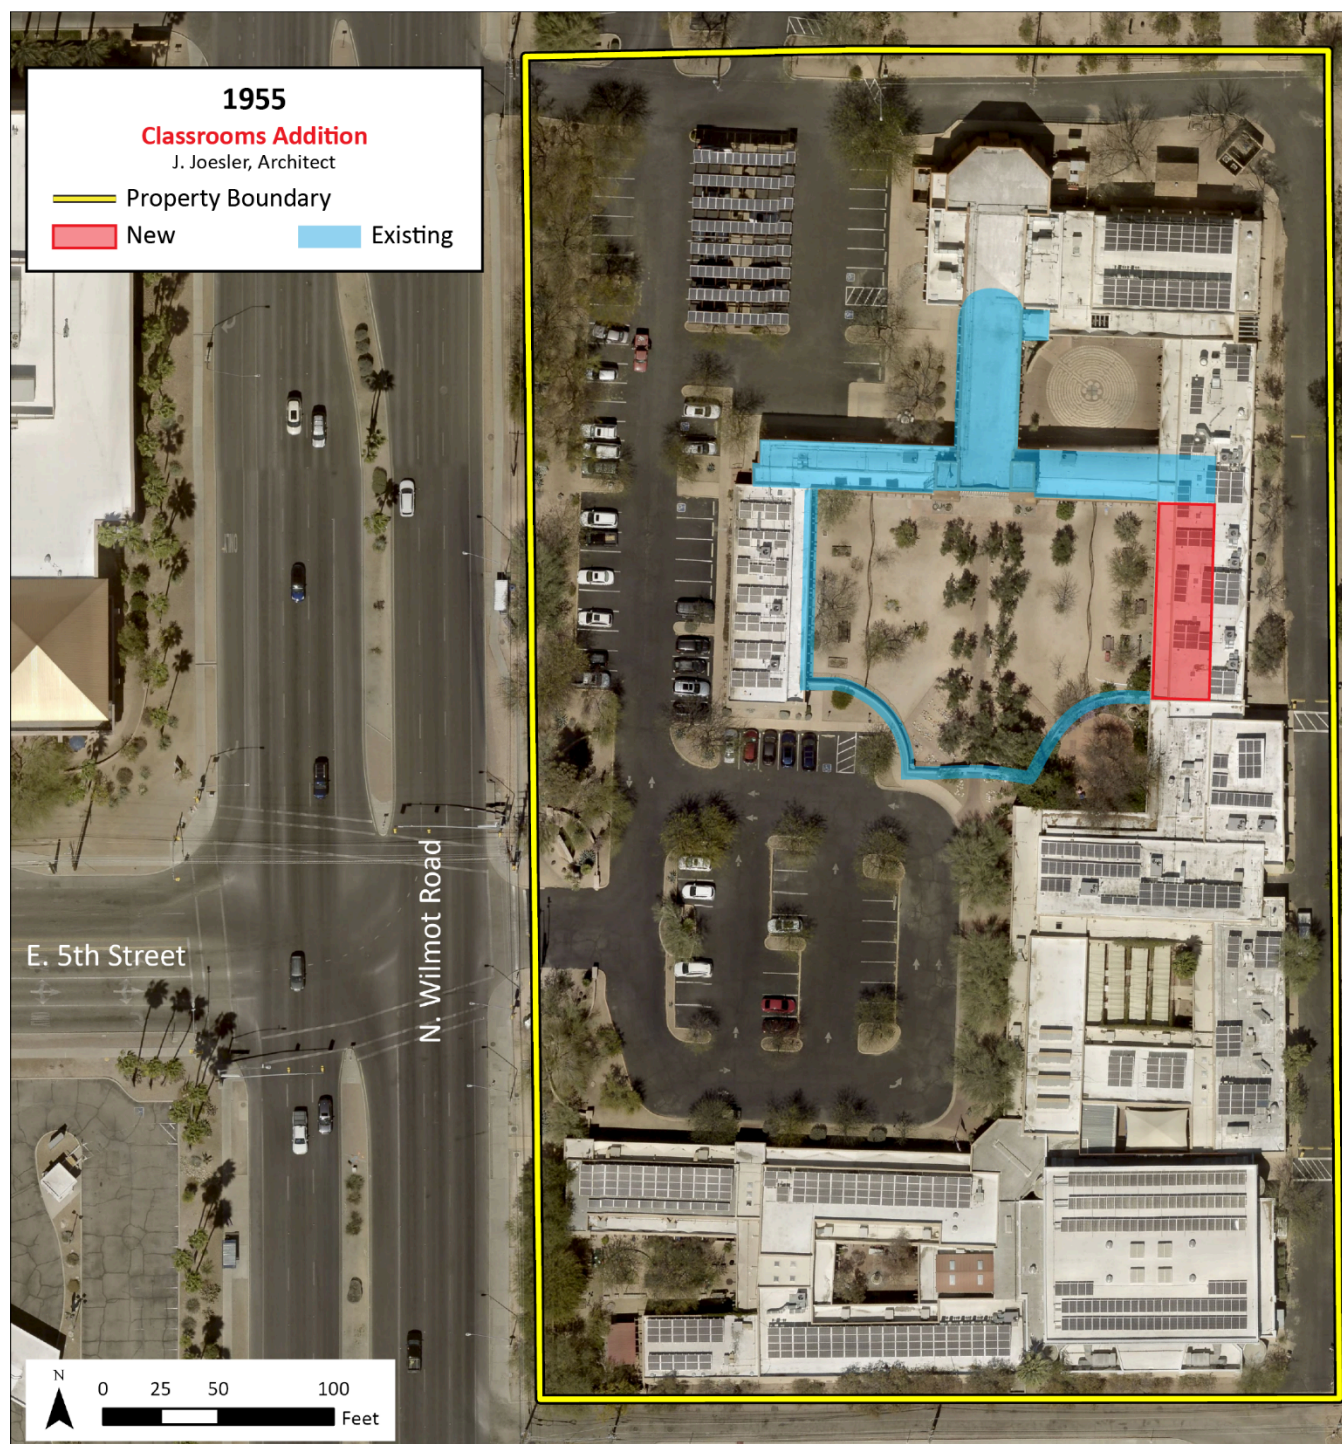 1955
Classrooms Addition
J. Joesler, Architect
Property Boundary
New Existing
E. 5th Street
N. Wilmot Road
N
0 25 50 100
Feet